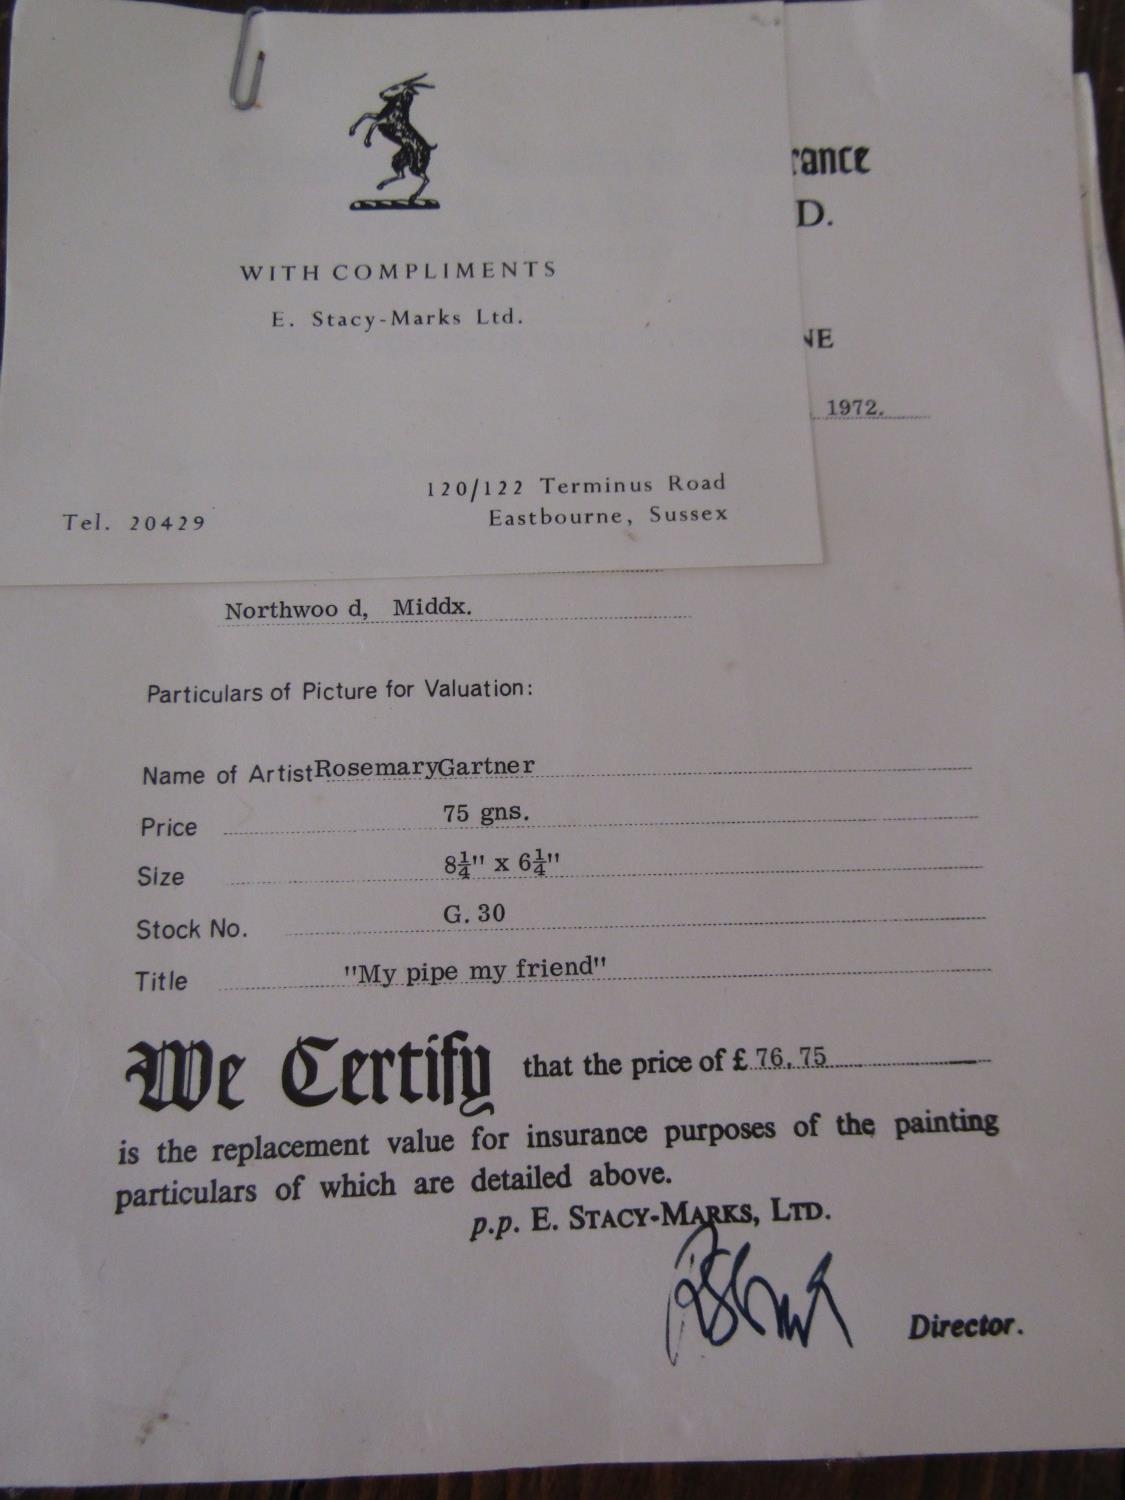 WITH COMPLIMENTS
E. Stacy-Marks Ltd.
120/122 Terminus Road
Tel. 20429
Eastbourne, Sussex
rance
D.
NE
1972.
Northwoo d, Middx.
Particulars of Picture for Valuation:
Name of Artist RosemaryGartner
Price 75 gns.
Size 8¼" x 6¼"
Stock No. G. 30
Title "My pipe my friend"
We Certify that the price of £ 76.75
is the replacement value for insurance purposes of the painting
particulars of which are detailed above.
p.p. E. STACY-MARKS, LTD.
Director.